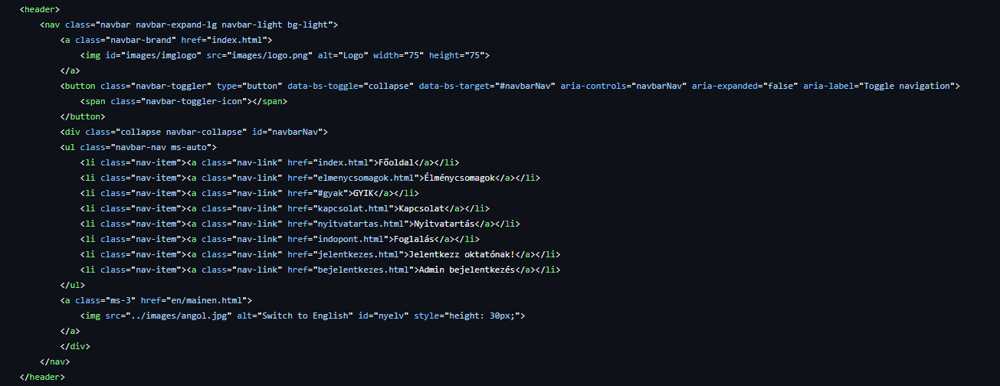 <header>
<nav class="navbar navbar-expand-lg navbar-light bg-light">
<a class="navbar-brand" href="index.html">
<img id="images/imglogo" src="images/logo.png" alt="Logo" width="75" height="75">
</a>
<button class="navbar-toggler" type="button" data-bs-toggle="collapse" data-bs-target="#navbarNav" aria-controls="navbarNav" aria-expanded="false" aria-label="Toggle navigation">
<span class="navbar-toggler-icon"></span>
</button>
<div class="collapse navbar-collapse" id="navbarNav">
<ul class="navbar-nav ms-auto">
<li class="nav-item"><a class="nav-link" href="index.html">Főoldal</a></li>
<li class="nav-item"><a class="nav-link" href="elmenycsomagok.html">Élménycsomagok</a></li>
<li class="nav-item"><a class="nav-link" href="#gyak">GYIK</a></li>
<li class="nav-item"><a class="nav-link" href="kapcsolat.html">Kapcsolat</a></li>
<li class="nav-item"><a class="nav-link" href="nyitvatartas.html">Nyitvatartás</a></li>
<li class="nav-item"><a class="nav-link" href="indopont.html">Foglalás</a></li>
<li class="nav-item"><a class="nav-link" href="jelentkezes.html">Jelentkezz oktatónak!</a></li>
<li class="nav-item"><a class="nav-link" href="bejelentkezes.html">Admin bejelentkezés</a></li>
</ul>
<a class="ms-3" href="en/mainen.html">
<img src="../images/angol.jpg" alt="Switch to English" id="nyelv" style="height: 30px;">
</a>
</div>
</nav>
</header>